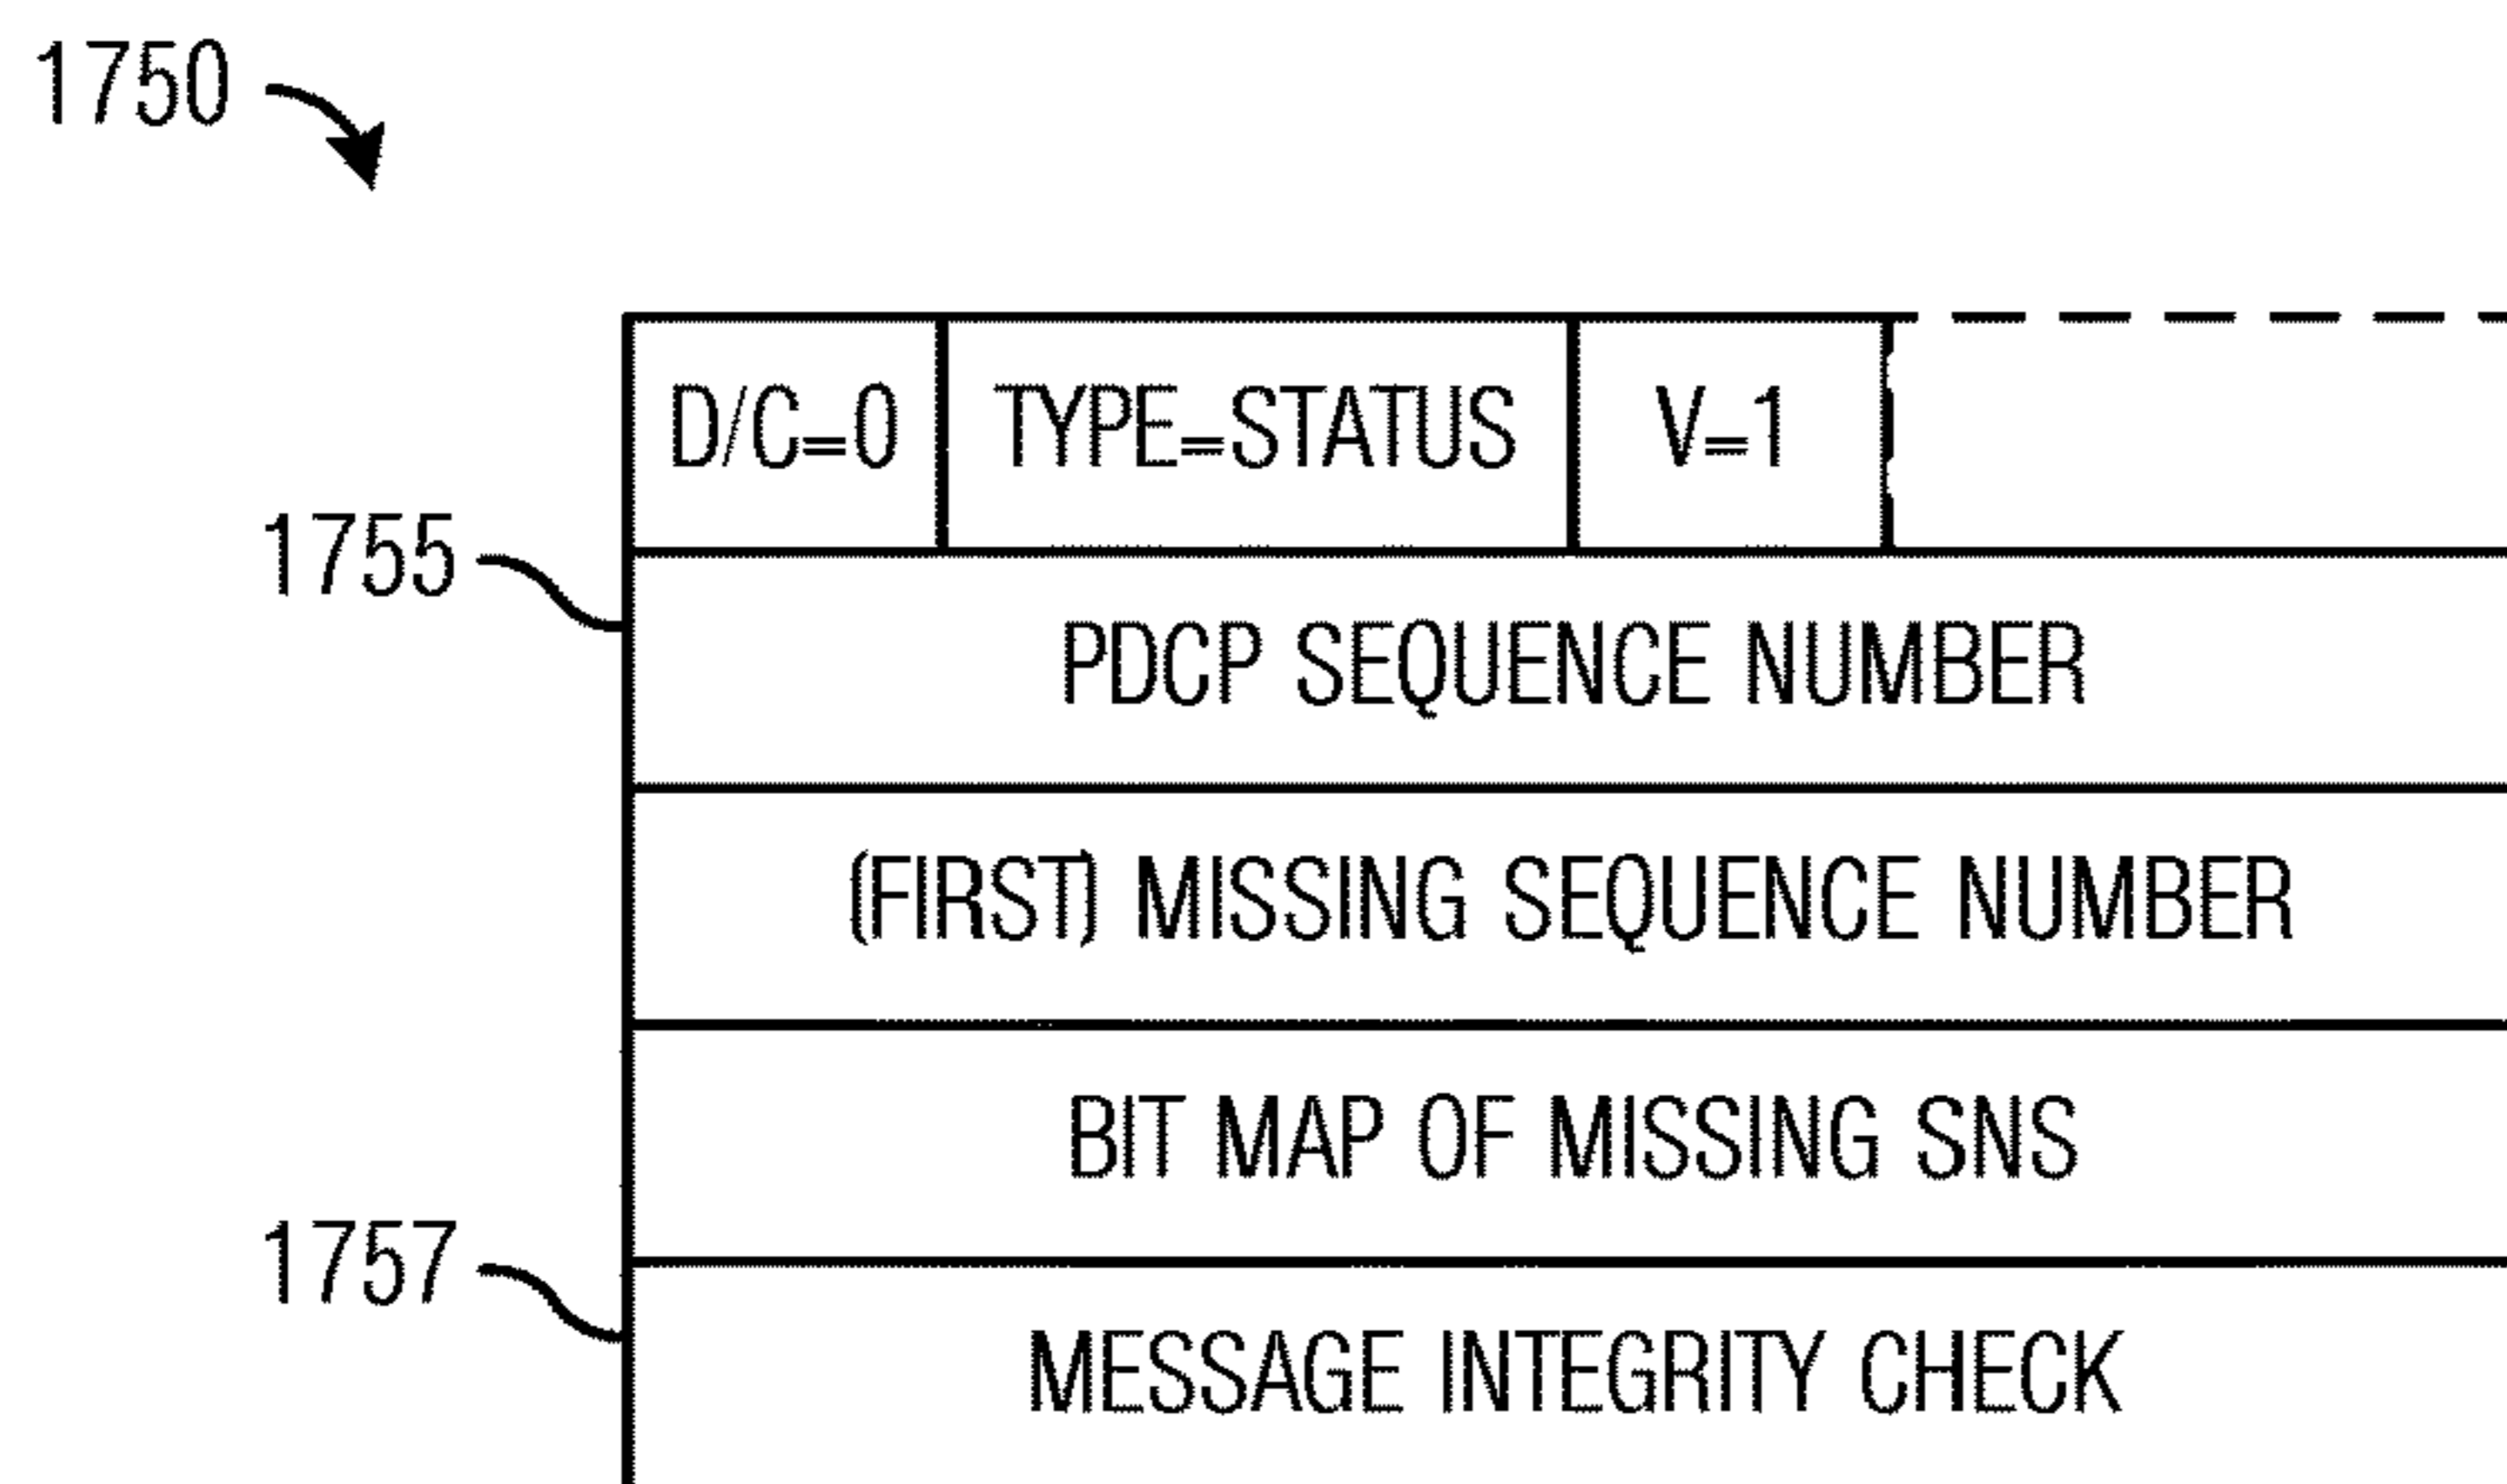 1750
D/C=0 TYPE=STATUS V=1
1755
PDCP SEQUENCE NUMBER
(FIRST) MISSING SEQUENCE NUMBER
BIT MAP OF MISSING SNS
1757
MESSAGE INTEGRITY CHECK